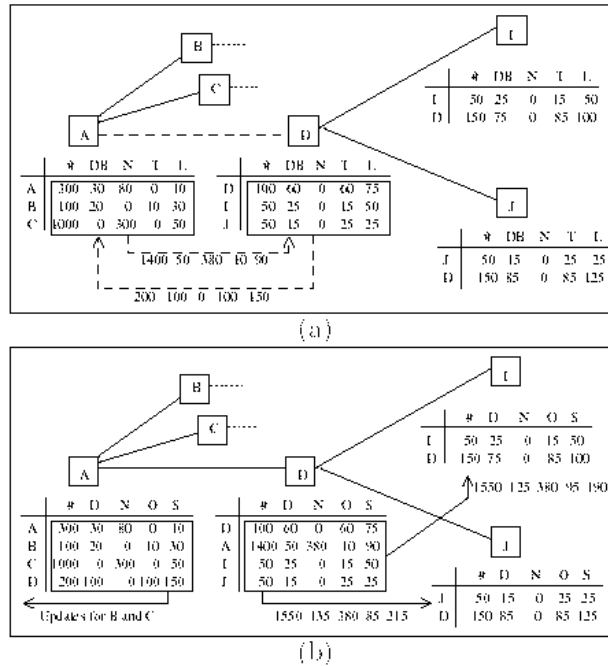 B
C
A
D
I
J
# DB N T L
I 50 25 0 15 50
D 150 75 0 85 100
# DB N T L
A 300 30 80 0 10
B 100 20 0 10 30
C 1000 0 300 0 50
# DB N T L
D 100 60 0 60 75
I 50 25 0 15 50
J 50 15 0 25 25
# DB N T L
J 50 15 0 25 25
D 150 85 0 85 125
1400 50 380 10 90
200 100 0 100 150
(a)
B
C
A
D
I
J
# D N O S
I 50 25 0 15 50
D 150 75 0 85 100
1550 125 380 95 190
# D N O S
A 300 30 80 0 10
B 100 20 0 10 30
C 1000 0 300 0 50
D 200 100 0 100 150
# D N O S
D 100 60 0 60 75
A 1400 50 380 10 90
I 50 25 0 15 50
J 50 15 0 25 25
# D N O S
J 50 15 0 25 25
D 150 85 0 85 125
Updates for B and C
1550 135 380 85 215
(b)